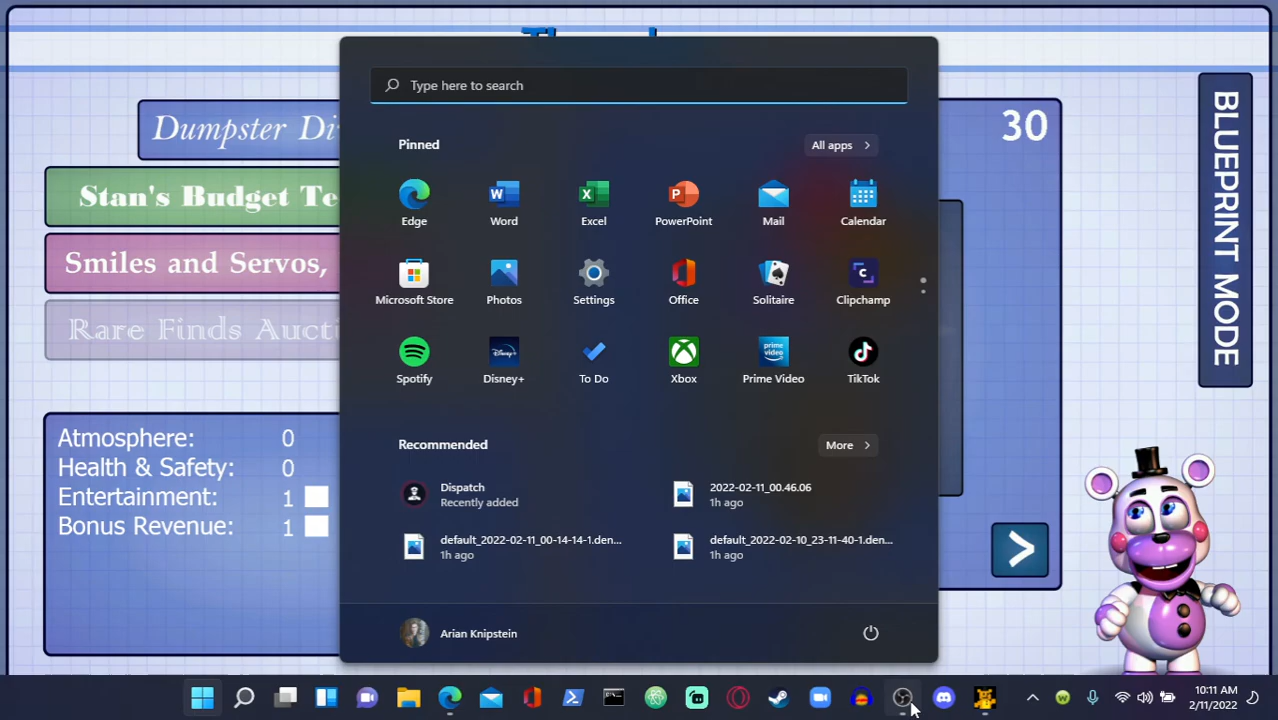 Type here to search
Pinned
All apps
Edge
Word
Excel
PowerPoint
Mail
Calendar
Microsoft Store
Photos
Settings
Office
Solitaire
Clipchamp
Spotify
Disney+
To Do
Xbox
Prime Video
TikTok
Recommended
More
Dispatch
Recently added
2022-02-11_00.46.06
1h ago
default_2022-02-11_00-14-14-1.den...
1h ago
default_2022-02-10_23-11-40-1.den...
1h ago
Arian Knipstein
Dumpster Di
Stan's Budget Te
Smiles and Servos,
Rare Finds Aucti
30
BLUEPRINT MODE
Atmosphere: 0
Health & Safety: 0
Entertainment: 1
Bonus Revenue: 1
>
10:11 AM
2/11/2022